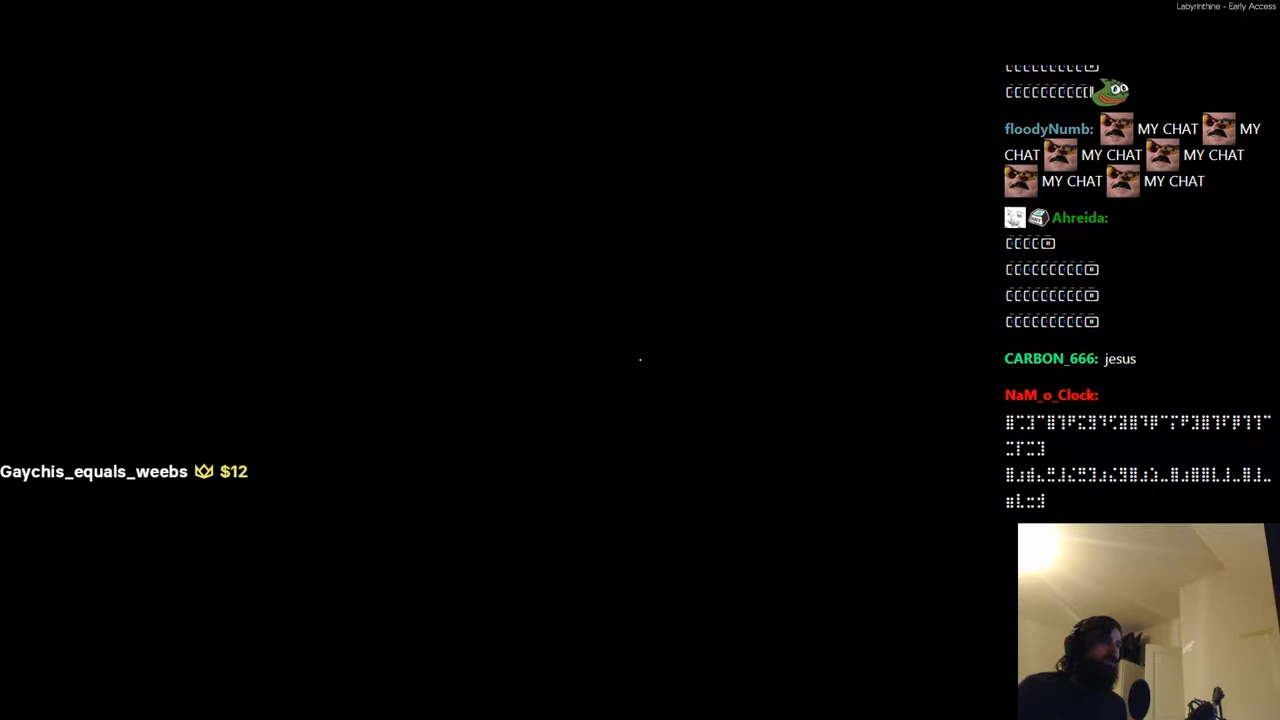 Labyrinthine - Early Access
floodyNumb: MY CHAT MY
CHAT MY CHAT MY CHAT
MY CHAT MY CHAT
Ahreida:
CARBON_666: jesus
NaM_o_Clock:
Gaychis_equals_weebs $12